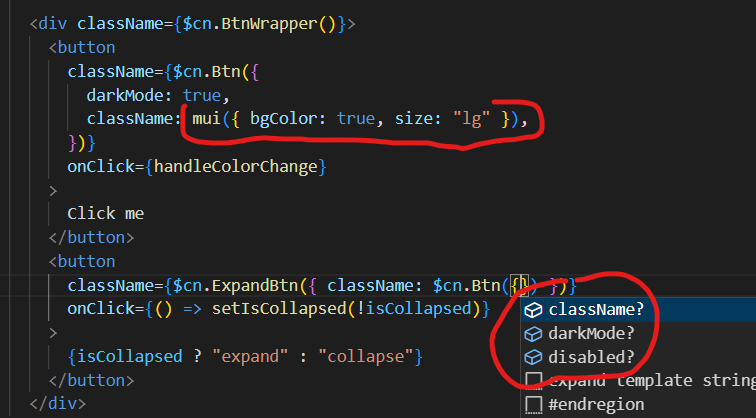 <div className={$cn.BtnWrapper()}>
<button
className={$cn.Btn({
darkMode: true,
className: mui({ bgColor: true, size: "lg" }),
})}
onClick={handleColorChange}
>
Click me
</button>
<button
className={$cn.ExpandBtn({ className: $cn.Btn({}) })}
onClick={() => setIsCollapsed(!isCollapsed)}
className?
>
darkMode?
{isCollapsed ? "expand" : "collapse"}
disabled?
</button>
expand template string
</div>
#endregion